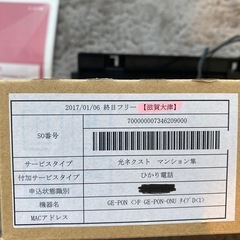 2017/01/06 終日フリー 【滋賀大津】
SO番号
700000007346209000
サービスタイプ
光ネクスト マンション集
付加サービスタイプ
ひかり電話
申込状態種別
機器名
GE-PON <F GE-PON-ONU タイプD<1>
MACアドレス